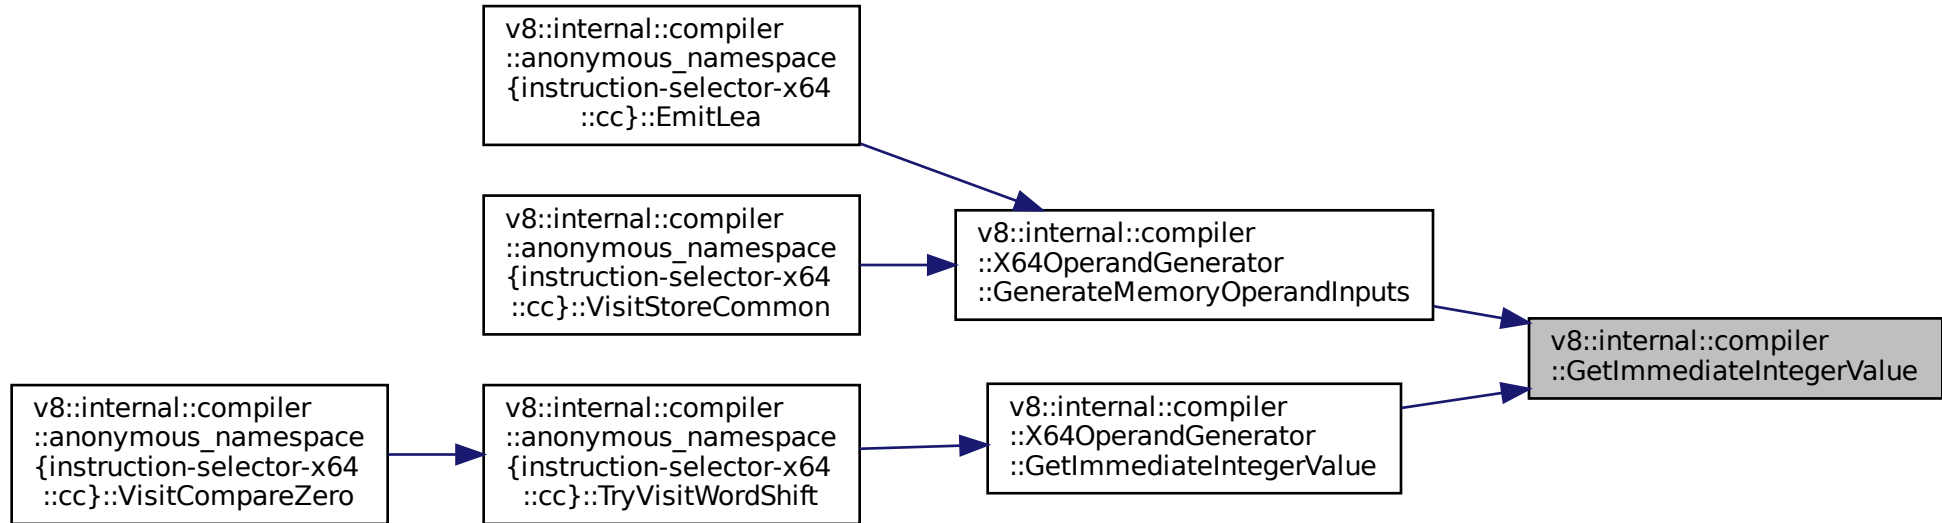 v8::internal::compiler
::anonymous_namespace
{instruction-selector-x64
::cc}::EmitLea
v8::internal::compiler
::anonymous_namespace
{instruction-selector-x64
::cc}::VisitStoreCommon
v8::internal::compiler
::X64OperandGenerator
::GenerateMemoryOperandInputs
v8::internal::compiler
::GetImmediateIntegerValue
v8::internal::compiler
::anonymous_namespace
{instruction-selector-x64
::cc}::VisitCompareZero
v8::internal::compiler
::anonymous_namespace
{instruction-selector-x64
::cc}::TryVisitWordShift
v8::internal::compiler
::X64OperandGenerator
::GetImmediateIntegerValue